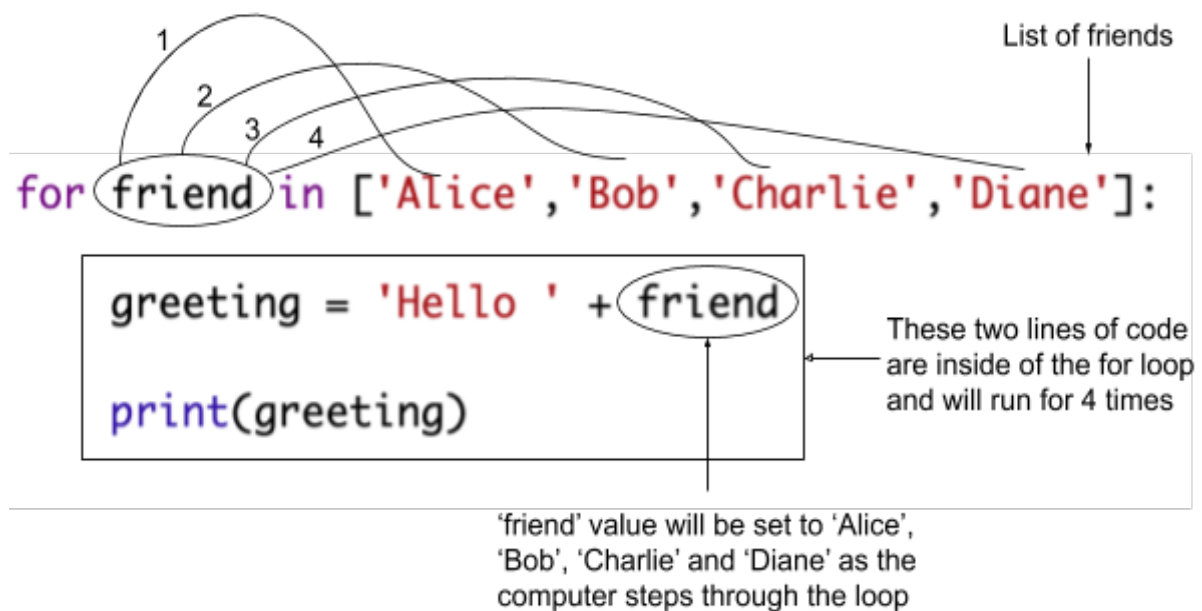 1
List of friends
2
3
4
for friend in ['Alice','Bob','Charlie','Diane']:
greeting = 'Hello ' + friend
print(greeting)
These two lines of code
are inside of the for loop
and will run for 4 times
‘friend’ value will be set to ‘Alice’,
‘Bob’, ‘Charlie’ and ‘Diane’ as the
computer steps through the loop